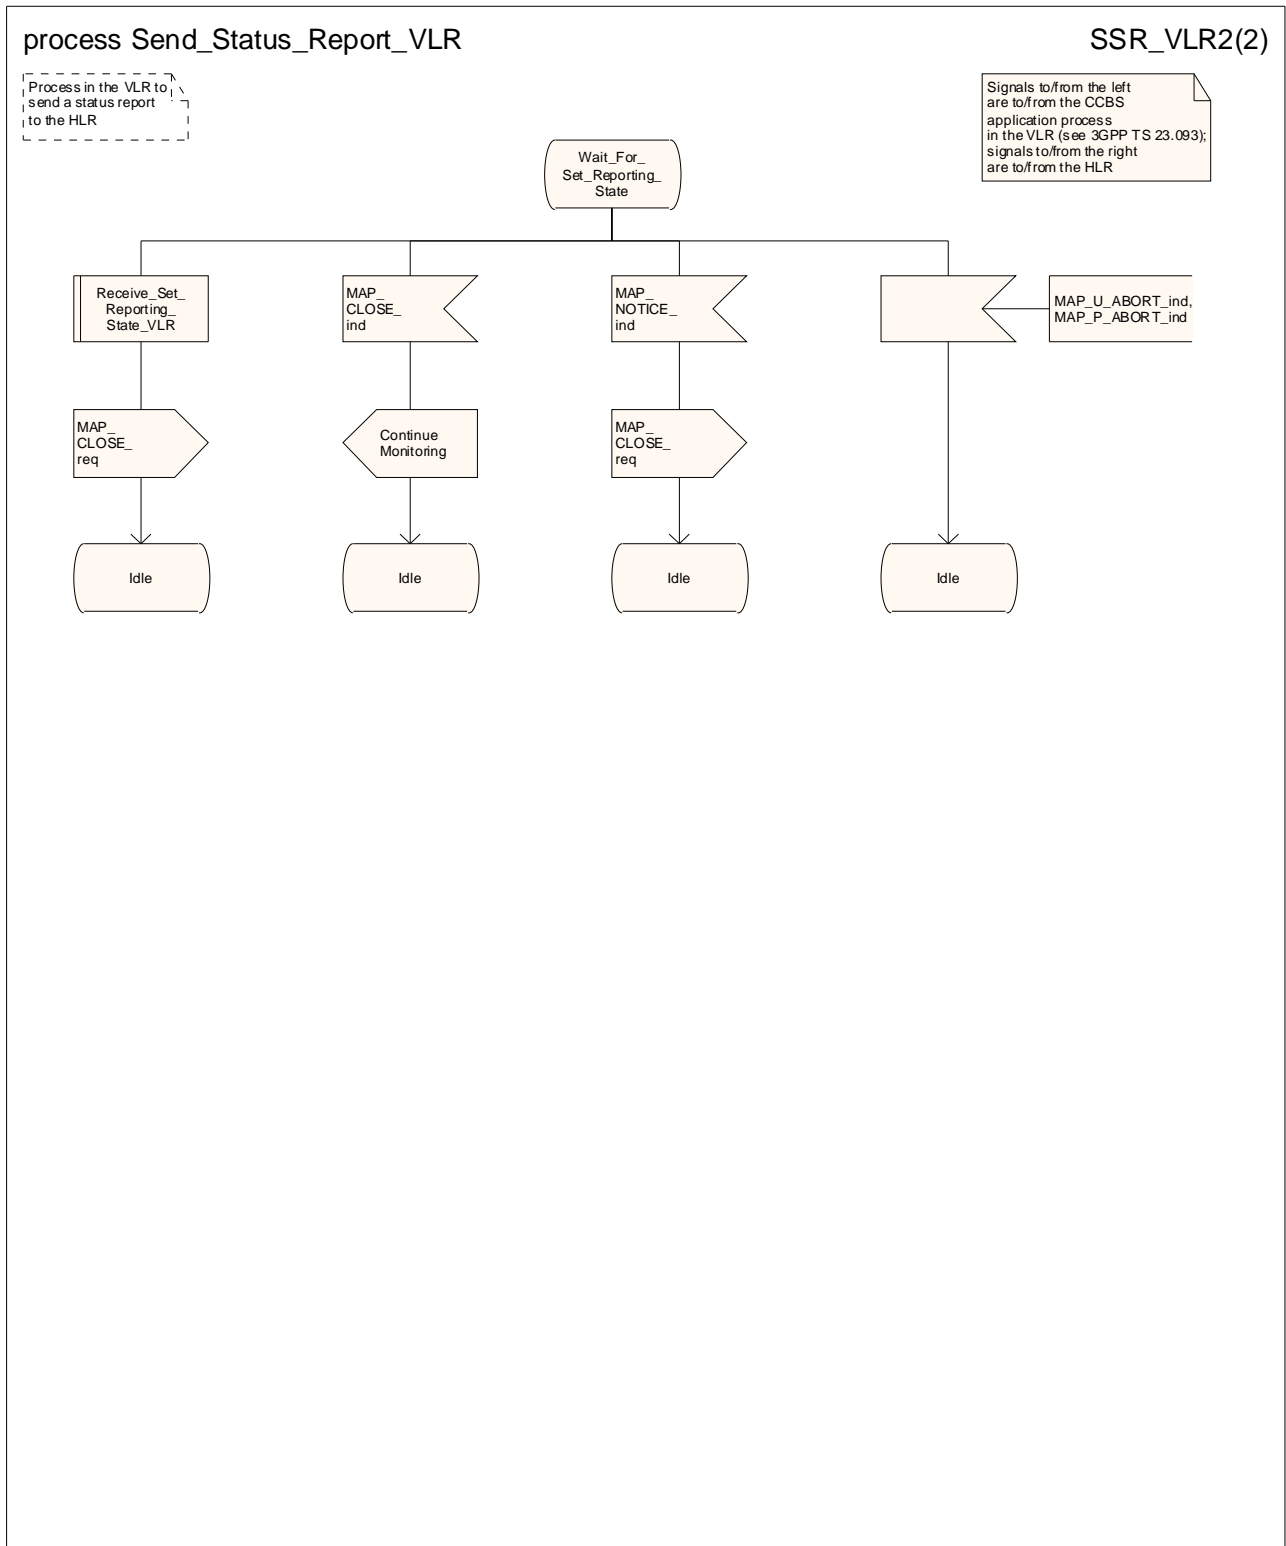 process Send_Status_Report_VLR
SSR_VLR2(2)
Process in the VLR to
send a status report
to the HLR
Signals to/from the left
are to/from the CCBS
application process
in the VLR (see 3GPP TS 23.093);
signals to/from the right
are to/from the HLR
Wait_For_
Set_Reporting_
State
Receive_Set_
Reporting_
State_VLR
MAP_
CLOSE_
ind
MAP_
NOTICE_
ind
MAP_U_ABORT_ind,
MAP_P_ABORT_ind
MAP_
CLOSE_
req
Continue
Monitoring
MAP_
CLOSE_
req
Idle
Idle
Idle
Idle